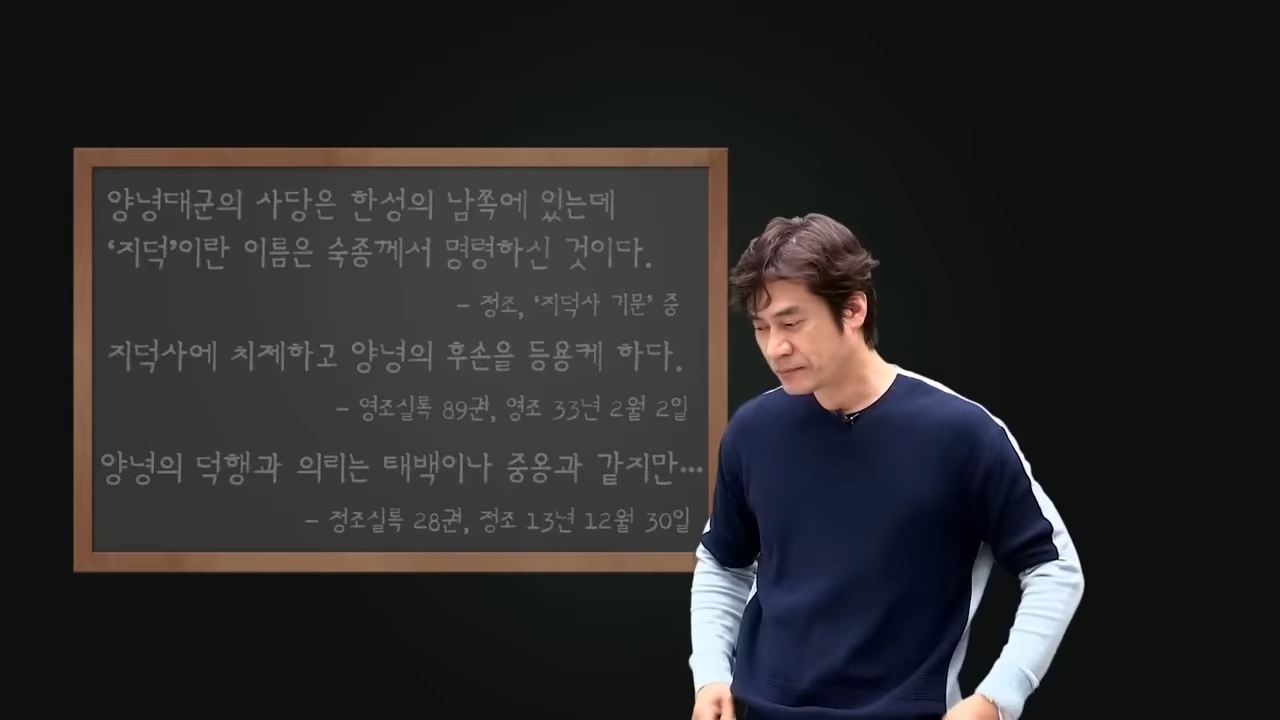 양녕대군의 사당은 한성의 남쪽에 있는데
‘지덕’이란 이름은 숙종께서 명령하신 것이다.
- 정조, ‘지덕사 기문’ 중
지덕사에 치제하고 양녕의 후손을 등용케 하다.
- 영조실록 89권, 영조 33년 2월 2일
양녕의 덕행과 의리는 태백이나 중옹과 같지만…
- 정조실록 28권, 정조 13년 12월 30일